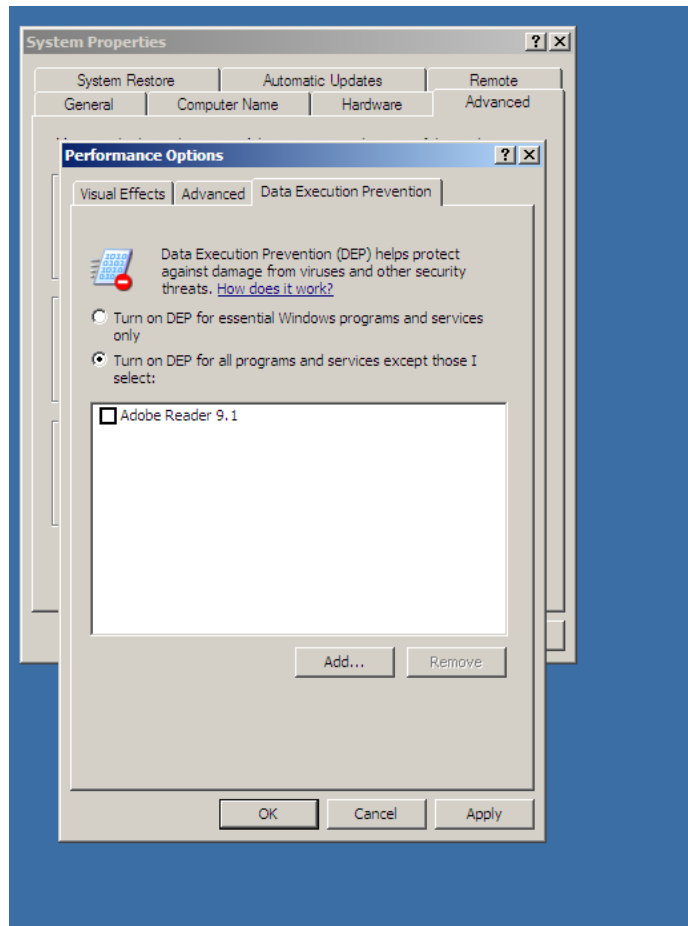 System Properties
System Restore
Automatic Updates
Remote
General
Computer Name
Hardware
Advanced
Performance Options
Visual Effects
Advanced
Data Execution Prevention
Data Execution Prevention (DEP) helps protect
against damage from viruses and other security
threats. How does it work?
Turn on DEP for essential Windows programs and services
only
Turn on DEP for all programs and services except those I
select:
Adobe Reader 9.1
Add...
Remove
OK
Cancel
Apply